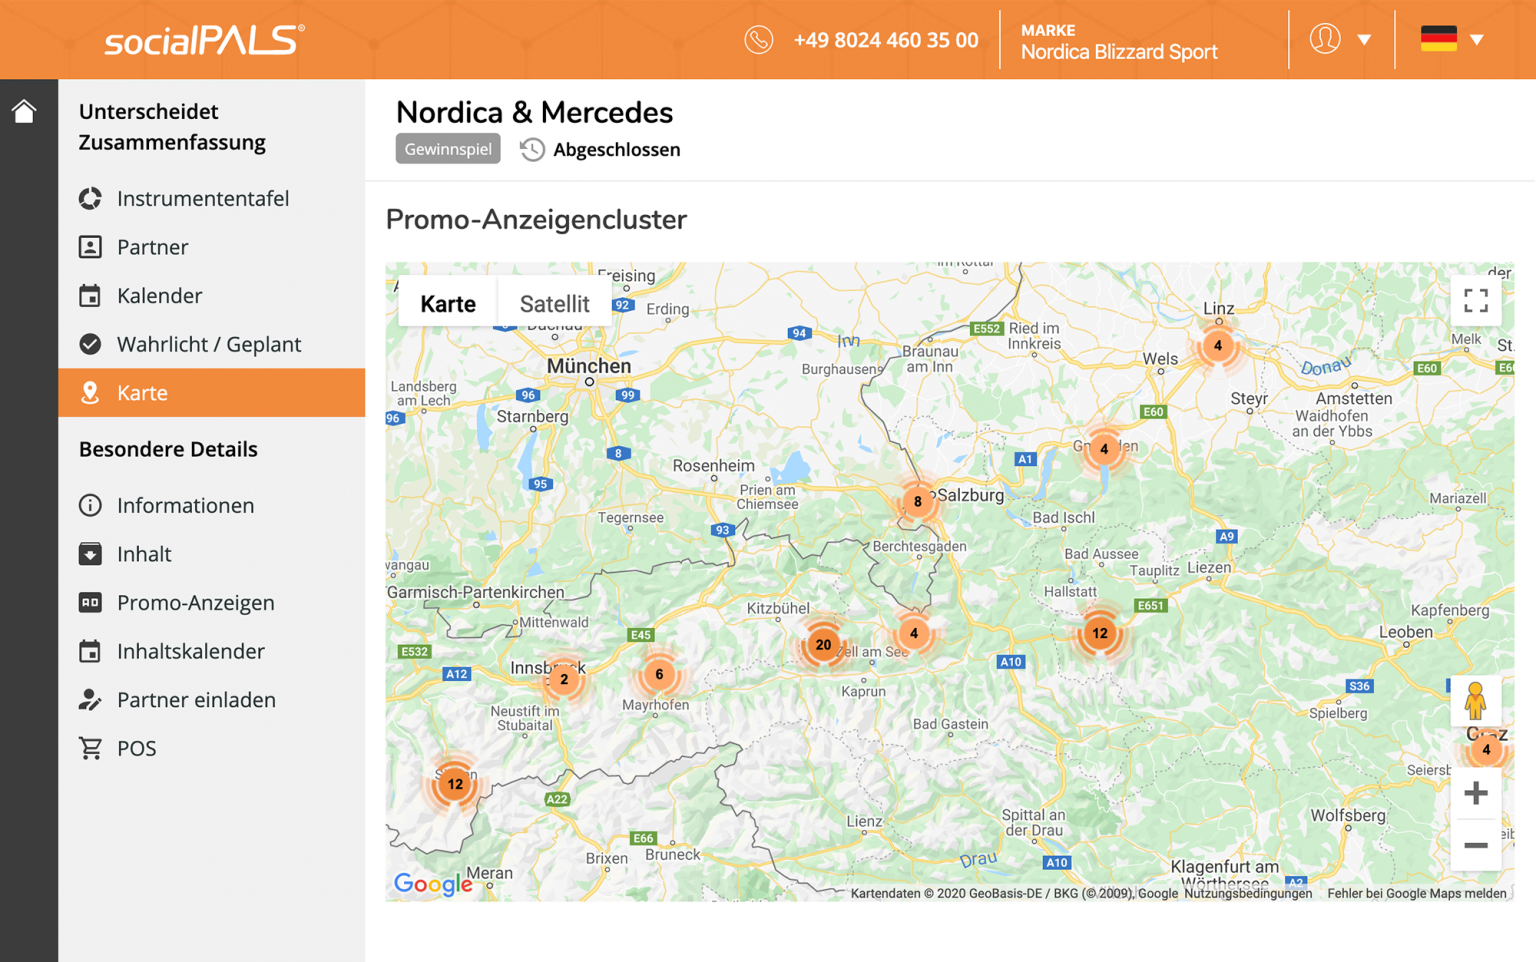 socialPALS®
+49 8024 460 35 00
MARKE
Nordica Blizzard Sport
Unterscheidet
Zusammenfassung
Instrumententafel
Partner
Kalender
Wahrlicht / Geplant
Karte
Besondere Details
Informationen
Inhalt
Promo-Anzeigen
Inhaltskalender
Partner einladen
POS
Nordica & Mercedes
Gewinnspiel
Abgeschlossen
Promo-Anzeigencluster
Karte
Satellit
Freising
92
Erding
94
Inn
E552
Ried im
Innkreis
Linz
4
der
Melk
St.
Braunau
am Inn
Burghausen
Wels
Donau
E60
München
Landsberg
am Lech
96
99
96
Starnberg
Steyr
Amstetten
Waidhofen
an der Ybbs
E60
8
95
Rosenheim
Prien am
Chiemsee
A1
4
8
Salzburg
Mariazell
Tegernsee
93
Bad Ischl
A9
Berchtesgaden
Bad Aussee
Tauplitz
Liezen
wangau
Garmisch-Partenkirchen
Mittenwald
Kitzbühel
Hallstatt
E651
Kapfenberg
Leoben
E532
E45
20
4
Zell am See
12
A10
A12
Innsbruck
2
6
Mayrhofen
Kaprun
S36
Spielberg
Neustift im
Stubaital
Bad Gastein
4
12
A22
Seiersb
Wolfsberg
Lienz
Spittal an
der Drau
E66
Brixen
Bruneck
Drau
A10
Klagenfurt am
Wörthersee
A2
Meran
Google
Kartendaten © 2020 GeoBasis-DE / BKG (© 2009), Google
Nutzungsbedingungen
Fehler bei Google Maps melden